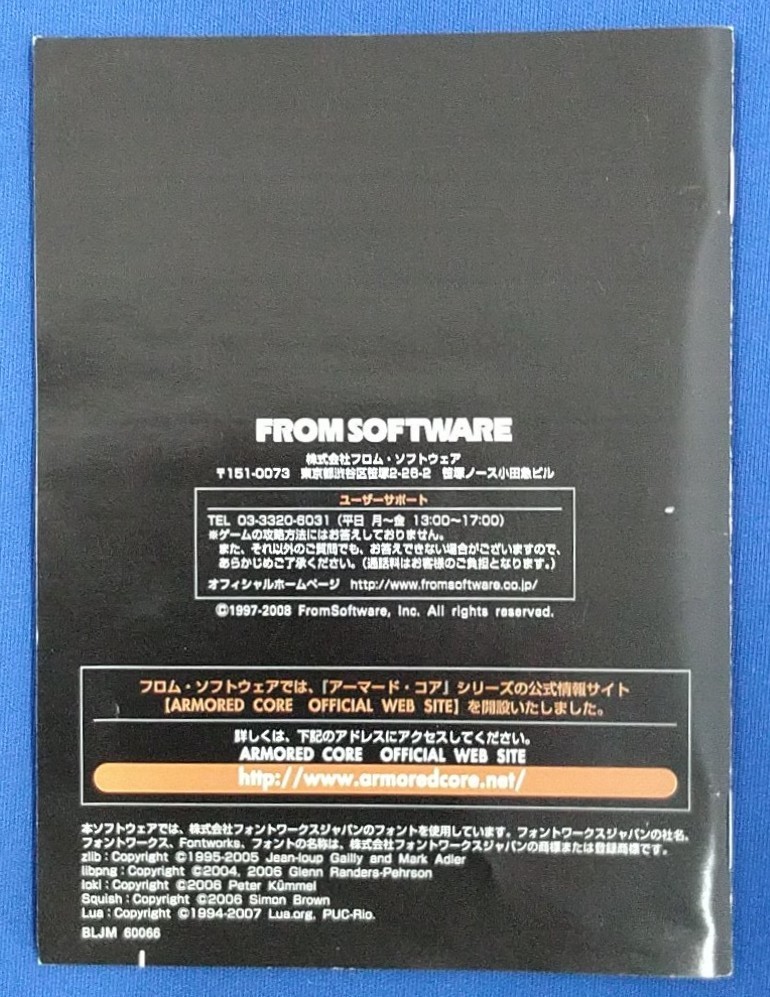 FROMSOFTWARE
株式会社フロム・ソフトウェア
〒151-0073 東京都渋谷区笹塚2-26-2 笹塚ノース小田急ビル
ユーザーサポート
TEL 03-3320-6031（平日 月〜金 13:00〜17:00）
※ゲームの攻略方法にはお答えしておりません。
また、それ以外のご質問でも、お答えできない場合がございますので、
あらかじめご了承ください。（通話料はお客様のご負担となります。）
オフィシャルホームページ http://www.fromsoftware.co.jp/
©1997-2008 FromSoftware, Inc. All rights reserved.
フロム・ソフトウェアでは、『アーマード・コア』シリーズの公式情報サイト
【ARMORED CORE OFFICIAL WEB SITE】を開設いたしました。
詳しくは、下記のアドレスにアクセスしてください。
ARMORED CORE OFFICIAL WEB SITE
http://www.armoredcore.net/
本ソフトウェアでは、株式会社フォントワークスジャパンのフォントを使用しています。フォントワークスジャパンの社名、
フォントワークス、Fontworks、フォントの名称は、株式会社フォントワークスジャパンの商標または登録商標です。
zlib：Copyright ©1995-2005 Jean-loup Gailly and Mark Adler
libpng：Copyright ©2004, 2006 Glenn Randers-Pehrson
loki：Copyright ©2006 Peter Kümmel
Squish：Copyright ©2006 Simon Brown
Lua：Copyright ©1994-2007 Lua.org, PUC-Rio.
BLJM 60066